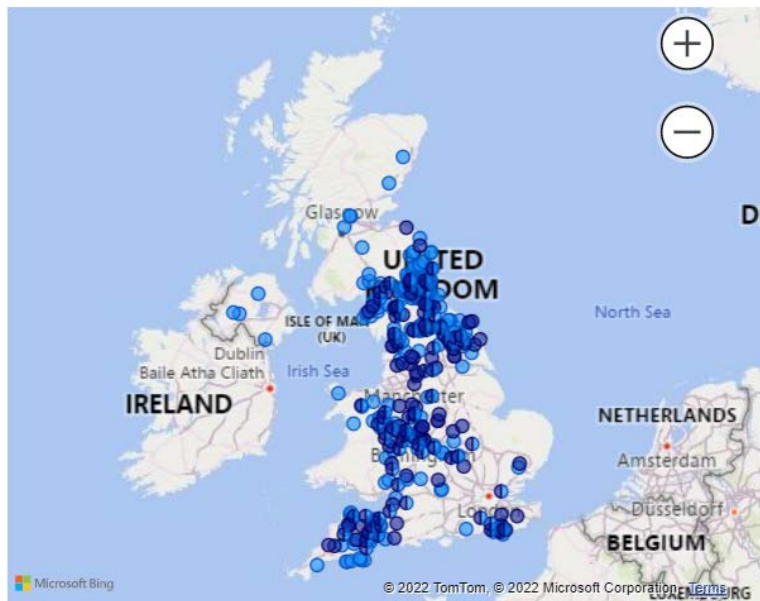 Glasgow
UNITED
KINGDOM
North Sea
ISLE OF MAN
(UK)
Dublin
Baile Atha Cliath
Irish Sea
Manchester
IRELAND
NETHERLANDS
Amsterdam
Birmingham
London
Düsseldorf
BELGIUM
D
Microsoft Bing
© 2022 TomTom, © 2022 Microsoft Corporation, Terms
LUXEMBOURG